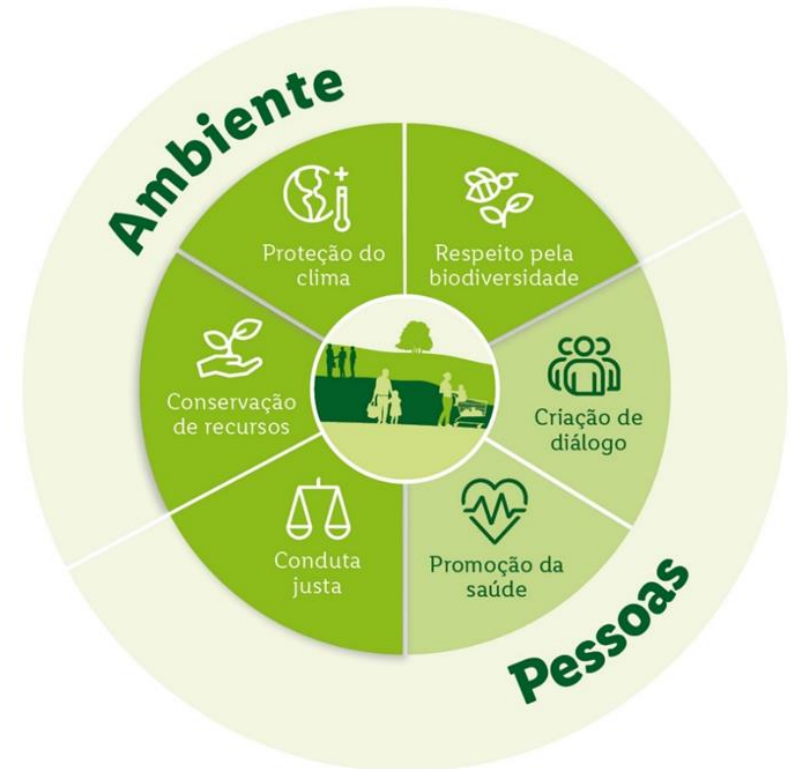 Ambiente
Proteção do
clima
Respeito pela
biodiversidade
Conservação
de recursos
Criação de
diálogo
Conduta
justa
Promoção da
saúde
Pessoas